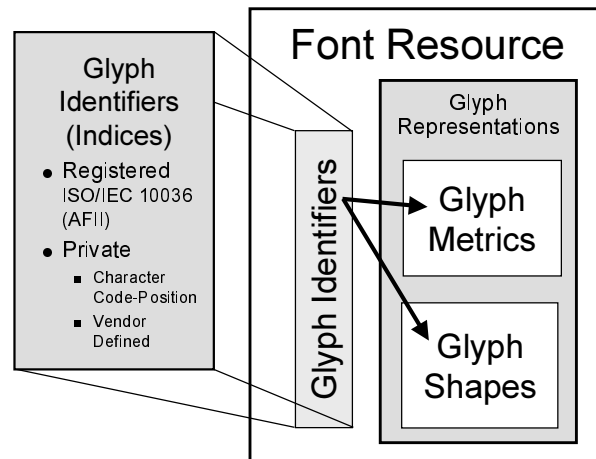 Glyph
Identifiers
(Indices)
• Registered
ISO/IEC 10036
(AFII)
• Private
▪ Character
Code-Position
▪ Vendor
Defined
Font Resource
Glyph Identifiers
Glyph
Representations
Glyph
Metrics
Glyph
Shapes